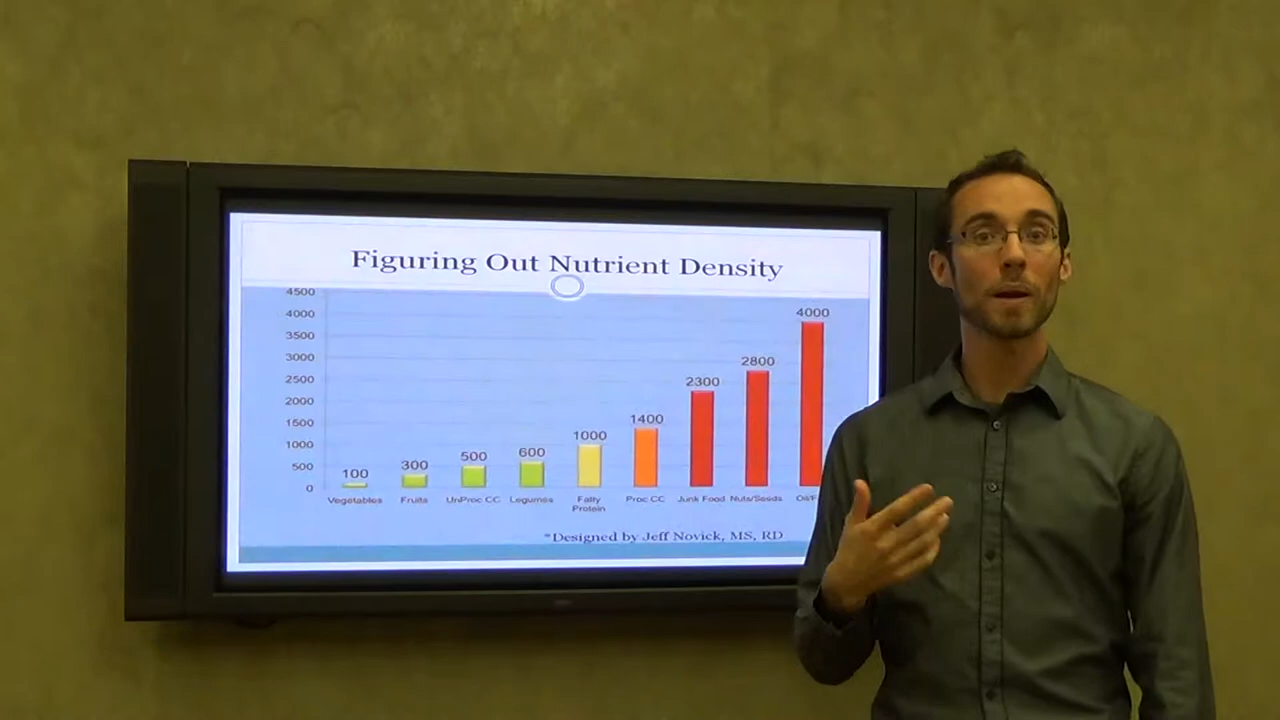 Figuring Out Nutrient Density
4500
4000
3500
3000
2500
2000
1500
1000
500
0
100
300
500
600
1000
1400
2300
2800
4000
Vegetables
Fruits
UnProc CC
Legumes
Fatty
Protein
Proc CC
Junk Food
Nuts/Seeds
*Designed by Jeff Novick, MS, RD